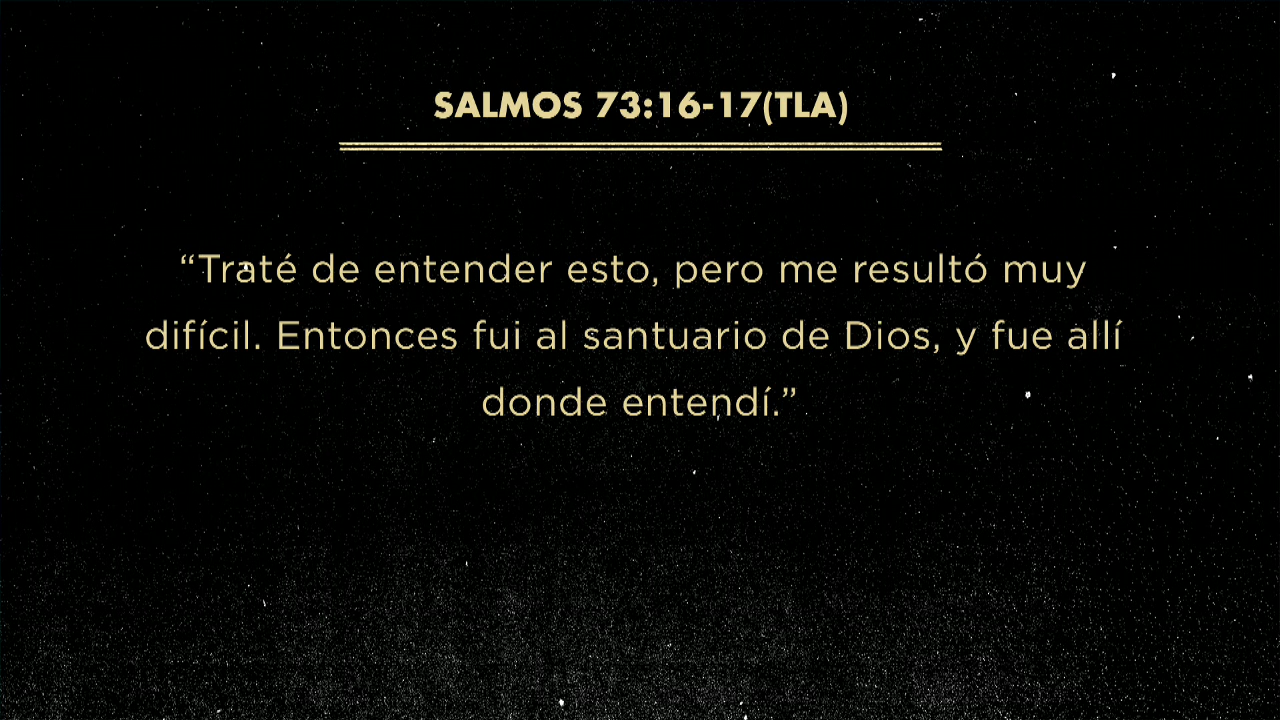 SALMOS 73:16-17(TLA)
“Traté de entender esto, pero me resultó muy
difícil. Entonces fui al santuario de Dios, y fue allí
donde entendí.”